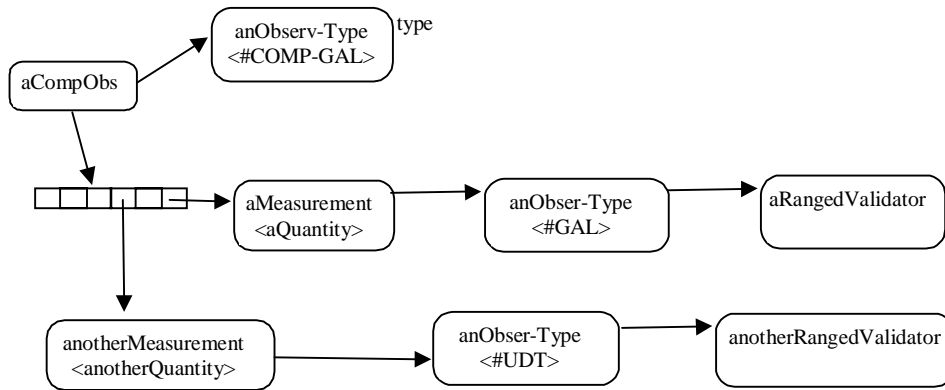 anObserv-Type type
<#COMP-GAL>
aCompObs
aMeasurement
<aQuantity>
anObser-Type
<#GAL>
aRangedValidator
anotherMeasurement
<anotherQuantity>
anObser-Type
<#UDT>
anotherRangedValidator